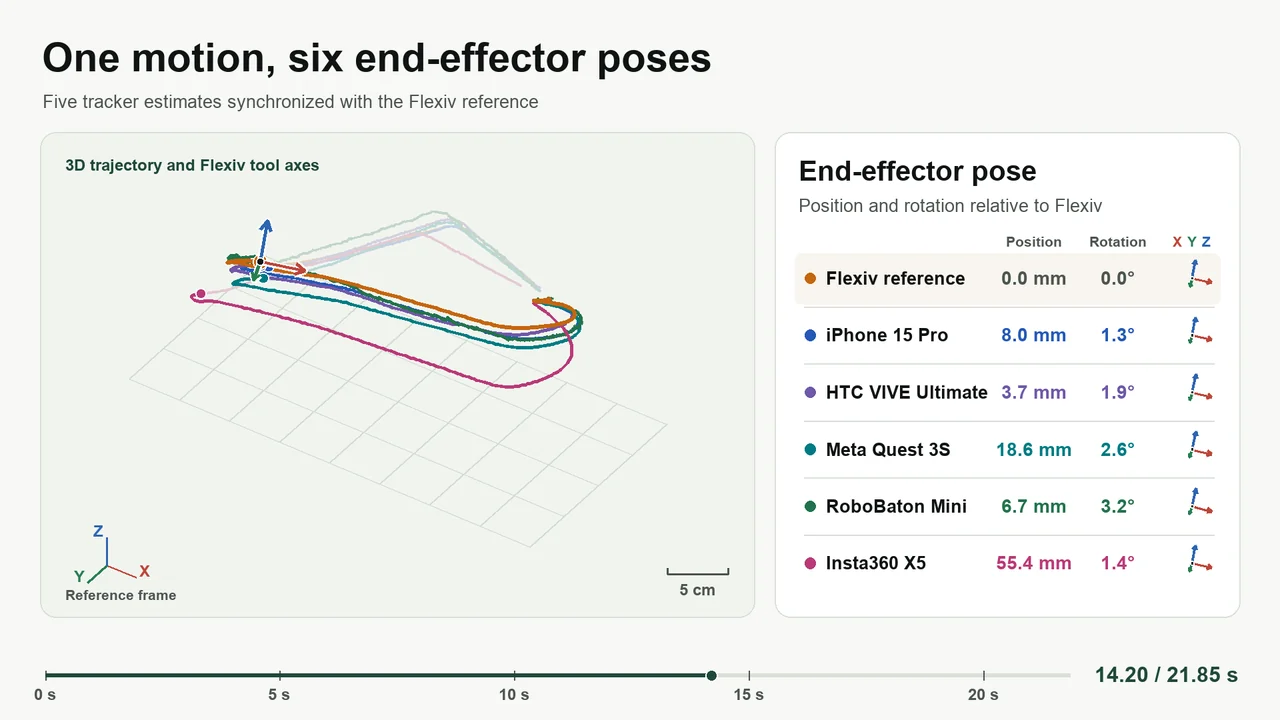 One motion, six end-effector poses
Five tracker estimates synchronized with the Flexiv reference
3D trajectory and Flexiv tool axes
Z
Y
X
Reference frame
5 cm
End-effector pose
Position and rotation relative to Flexiv
Position Rotation X Y Z
Flexiv reference 0.0 mm 0.0°
iPhone 15 Pro 8.0 mm 1.3°
HTC VIVE Ultimate 3.7 mm 1.9°
Meta Quest 3S 18.6 mm 2.6°
RoboBaton Mini 6.7 mm 3.2°
Insta360 X5 55.4 mm 1.4°
0 s 5 s 10 s 15 s 20 s
14.20 / 21.85 s